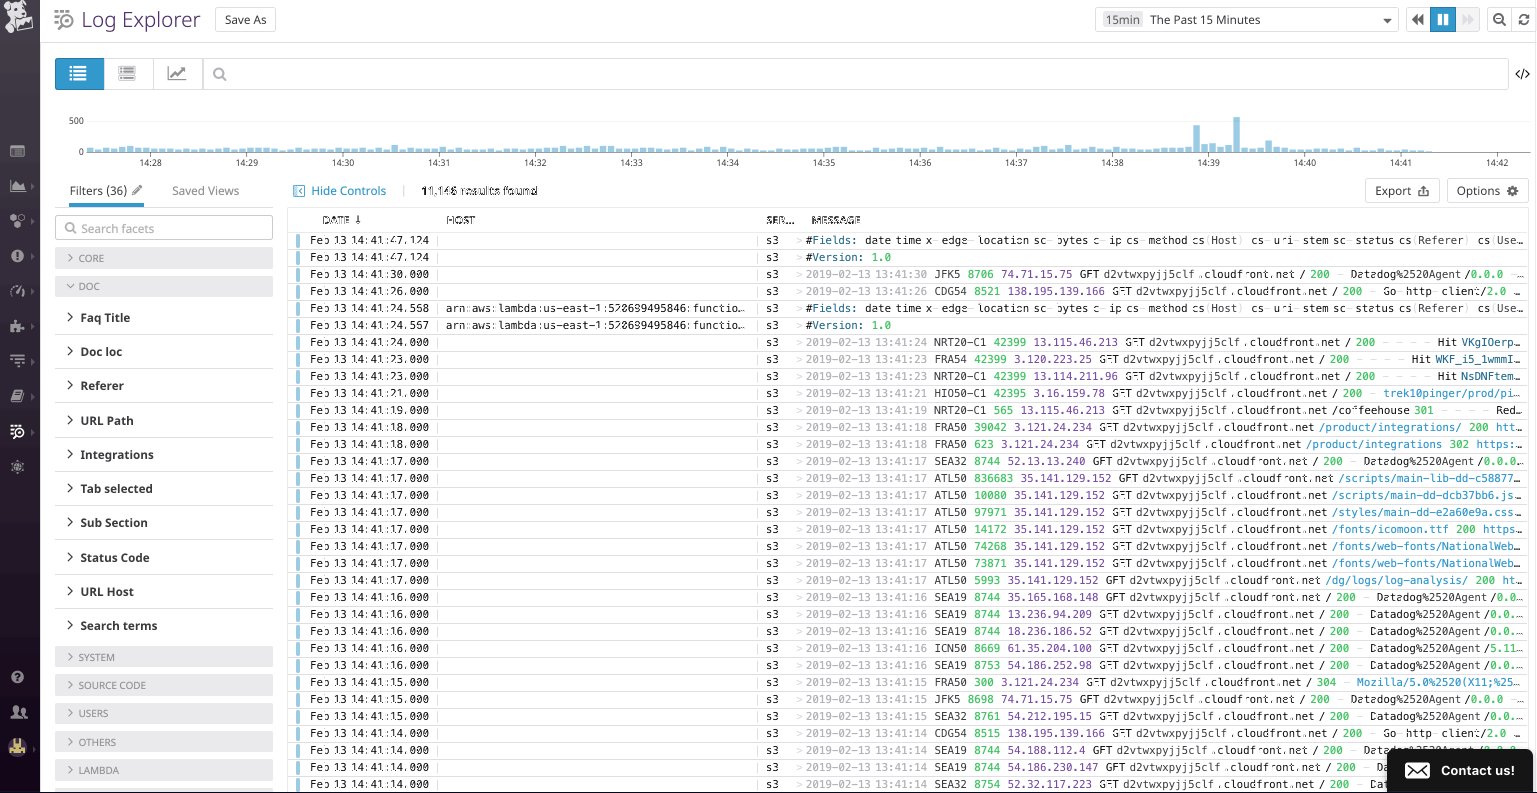 Log Explorer Save As 15min The Past 15 Minutes
</>
500
0
14:28 14:29 14:30 14:31 14:32 14:33 14:34 14:35 14:36 14:37 14:38 14:39 14:40 14:41 14:42
Filters (36) Saved Views Hide Controls 11,146 results found Export Options
Search facets
CORE
DOC
Faq Title
Doc loc
Referer
URL Path
Integrations
Tab selected
Sub Section
Status Code
URL Host
Search terms
SYSTEM
SOURCE CODE
USERS
OTHERS
LAMBDA
DATE ↓ HOST SER... MESSAGE
Feb 13 14:41:47.124 s3 > #Fields: date time x-edge-location sc-bytes c-ip cs-method cs(Host) cs-uri-stem sc-status cs(Referer) cs(Use...
Feb 13 14:41:47.124 s3 > #Version: 1.0
Feb 13 14:41:30.000 s3 > 2019-02-13 13:41:30 JFK5 8706 74.71.15.75 GET d2vtwxpyjj5clf.cloudfront.net / 200 - Datadog%2520Agent/0.0.0 -...
Feb 13 14:41:26.000 s3 > 2019-02-13 13:41:26 CDG54 8521 138.195.139.166 GET d2vtwxpyjj5clf.cloudfront.net / 200 - Go-http-client/2.0 -...
Feb 13 14:41:24.568 arn:aws:lambda:us-east-1:520699495846:functio... s3 > #Fields: date time x-edge-location sc-bytes c-ip cs-method cs(Host) cs-uri-stem sc-status cs(Referer) cs(Use...
Feb 13 14:41:24.567 arn:aws:lambda:us-east-1:520699495846:functio... s3 > #Version: 1.0
Feb 13 14:41:24.000 s3 > 2019-02-13 13:41:24 NRT20-C1 42399 13.115.46.213 GET d2vtwxpyjj5clf.cloudfront.net / 200 - - - - Hit VKgIOerp...
Feb 13 14:41:23.000 s3 > 2019-02-13 13:41:23 FRA54 42399 3.120.223.25 GET d2vtwxpyjj5clf.cloudfront.net / 200 - - - - Hit WKF_i5_1wmmI...
Feb 13 14:41:23.000 s3 > 2019-02-13 13:41:23 NRT20-C1 42399 13.114.211.96 GET d2vtwxpyjj5clf.cloudfront.net / 200 - - - - Hit NsDNFtem...
Feb 13 14:41:21.000 s3 > 2019-02-13 13:41:21 HIO50-C1 42395 3.16.159.78 GET d2vtwxpyjj5clf.cloudfront.net / 200 - trek10pinger/prod/pi...
Feb 13 14:41:19.000 s3 > 2019-02-13 13:41:19 NRT20-C1 565 13.115.46.213 GET d2vtwxpyjj5clf.cloudfront.net /coffeehouse 301 - - - - Red...
Feb 13 14:41:18.000 s3 > 2019-02-13 13:41:18 FRA50 39042 3.121.24.234 GET d2vtwxpyjj5clf.cloudfront.net /product/integrations/ 200 htt...
Feb 13 14:41:18.000 s3 > 2019-02-13 13:41:18 FRA50 623 3.121.24.234 GET d2vtwxpyjj5clf.cloudfront.net /product/integrations 302 https:...
Feb 13 14:41:17.000 s3 > 2019-02-13 13:41:17 SEA32 8744 52.13.13.240 GET d2vtwxpyjj5clf.cloudfront.net / 200 - Datadog%2520Agent/0.0.0...
Feb 13 14:41:17.000 s3 > 2019-02-13 13:41:17 ATL50 836683 35.141.129.152 GET d2vtwxpyjj5clf.cloudfront.net /scripts/main-lib-dd-c58877...
Feb 13 14:41:17.000 s3 > 2019-02-13 13:41:17 ATL50 10080 35.141.129.152 GET d2vtwxpyjj5clf.cloudfront.net /scripts/main-dd-dcb37bb6.js...
Feb 13 14:41:17.000 s3 > 2019-02-13 13:41:17 ATL50 97971 35.141.129.152 GET d2vtwxpyjj5clf.cloudfront.net /styles/main-dd-e2a60e9a.css...
Feb 13 14:41:17.000 s3 > 2019-02-13 13:41:17 ATL50 14172 35.141.129.152 GET d2vtwxpyjj5clf.cloudfront.net /fonts/icomoon.ttf 200 https...
Feb 13 14:41:17.000 s3 > 2019-02-13 13:41:17 ATL50 74268 35.141.129.152 GET d2vtwxpyjj5clf.cloudfront.net /fonts/web-fonts/NationalWeb...
Feb 13 14:41:17.000 s3 > 2019-02-13 13:41:17 ATL50 73871 35.141.129.152 GET d2vtwxpyjj5clf.cloudfront.net /fonts/web-fonts/NationalWeb...
Feb 13 14:41:17.000 s3 > 2019-02-13 13:41:17 ATL50 5993 35.141.129.152 GET d2vtwxpyjj5clf.cloudfront.net /dg/logs/log-analysis/ 200 ht...
Feb 13 14:41:16.000 s3 > 2019-02-13 13:41:16 SEA19 8744 35.165.168.148 GET d2vtwxpyjj5clf.cloudfront.net / 200 - Datadog%2520Agent/0.0...
Feb 13 14:41:16.000 s3 > 2019-02-13 13:41:16 SEA19 8744 13.236.94.209 GET d2vtwxpyjj5clf.cloudfront.net / 200 - Datadog%2520Agent/0.0...
Feb 13 14:41:16.000 s3 > 2019-02-13 13:41:16 SEA19 8744 18.236.186.52 GET d2vtwxpyjj5clf.cloudfront.net / 200 - Datadog%2520Agent/0.0...
Feb 13 14:41:16.000 s3 > 2019-02-13 13:41:16 ICN50 8669 61.35.204.100 GET d2vtwxpyjj5clf.cloudfront.net / 200 - Datadog%2520Agent/5.11...
Feb 13 14:41:16.000 s3 > 2019-02-13 13:41:16 SEA19 8753 54.186.252.98 GET d2vtwxpyjj5clf.cloudfront.net / 200 - Datadog%2520Agent/0.0...
Feb 13 14:41:15.000 s3 > 2019-02-13 13:41:15 FRA50 300 3.121.24.234 GET d2vtwxpyjj5clf.cloudfront.net / 304 - Mozilla/5.0%2520(X11;%25...
Feb 13 14:41:15.000 s3 > 2019-02-13 13:41:15 JFK5 8698 74.71.15.75 GET d2vtwxpyjj5clf.cloudfront.net / 200 - Datadog%2520Agent/0.0.0 -...
Feb 13 14:41:15.000 s3 > 2019-02-13 13:41:15 SEA32 8761 54.212.195.15 GET d2vtwxpyjj5clf.cloudfront.net / 200 - Datadog%2520Agent/0.0...
Feb 13 14:41:14.000 s3 > 2019-02-13 13:41:14 CDG54 8515 138.195.139.166 GET d2vtwxpyjj5clf.cloudfront.net / 200 - Go-http-client/2.0 -...
Feb 13 14:41:14.000 s3 > 2019-02-13 13:41:14 SEA19 8744 54.188.112.4 GET d2vtwxpyjj5clf.cloudfront.net / 200 -
Feb 13 14:41:14.000 s3 > 2019-02-13 13:41:14 SEA19 8744 54.186.230.147 GET d2vtwxpyjj5clf.cloudfront.net / 200 -
Feb 13 14:41:14.000 s3 > 2019-02-13 13:41:14 SEA32 8754 52.32.117.223 GET d2vtwxpyjj5clf.cloudfront.net / 200 -
Contact us!